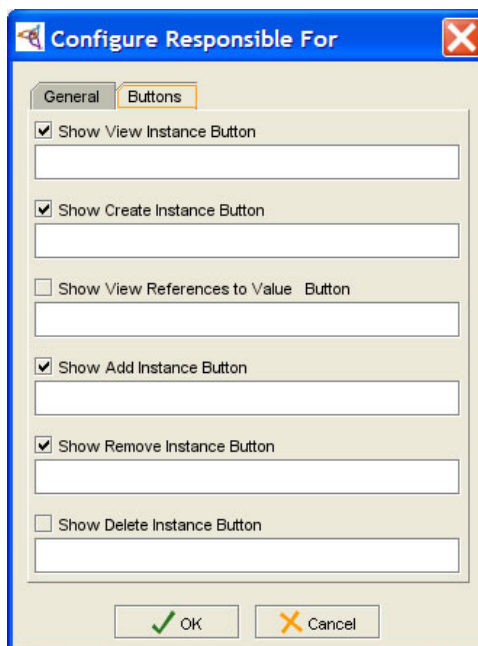 Configure Responsible For
General Buttons
Show View Instance Button
Show Create Instance Button
Show View References to Value Button
Show Add Instance Button
Show Remove Instance Button
Show Delete Instance Button
OK Cancel